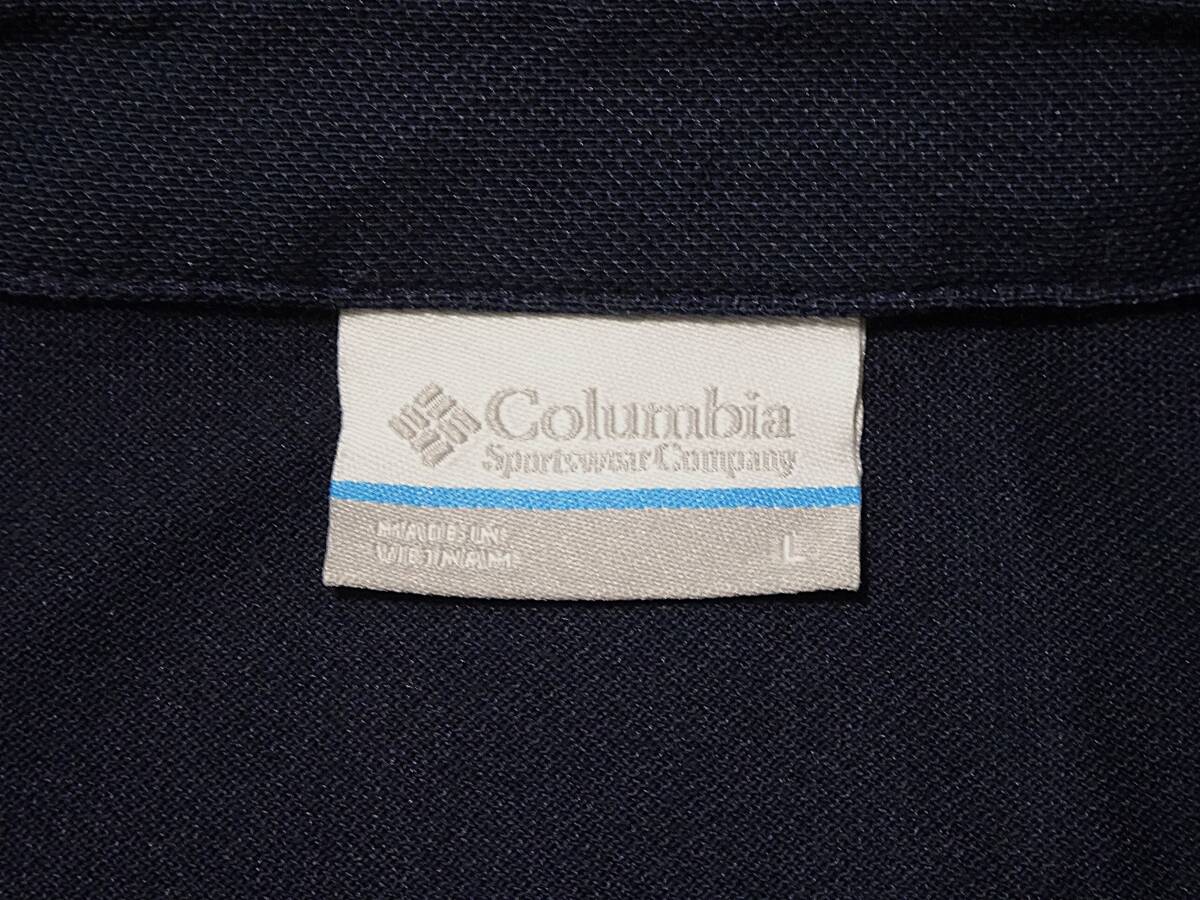 Columbia
Sportswear Company
MADE IN
VIETNAM
L